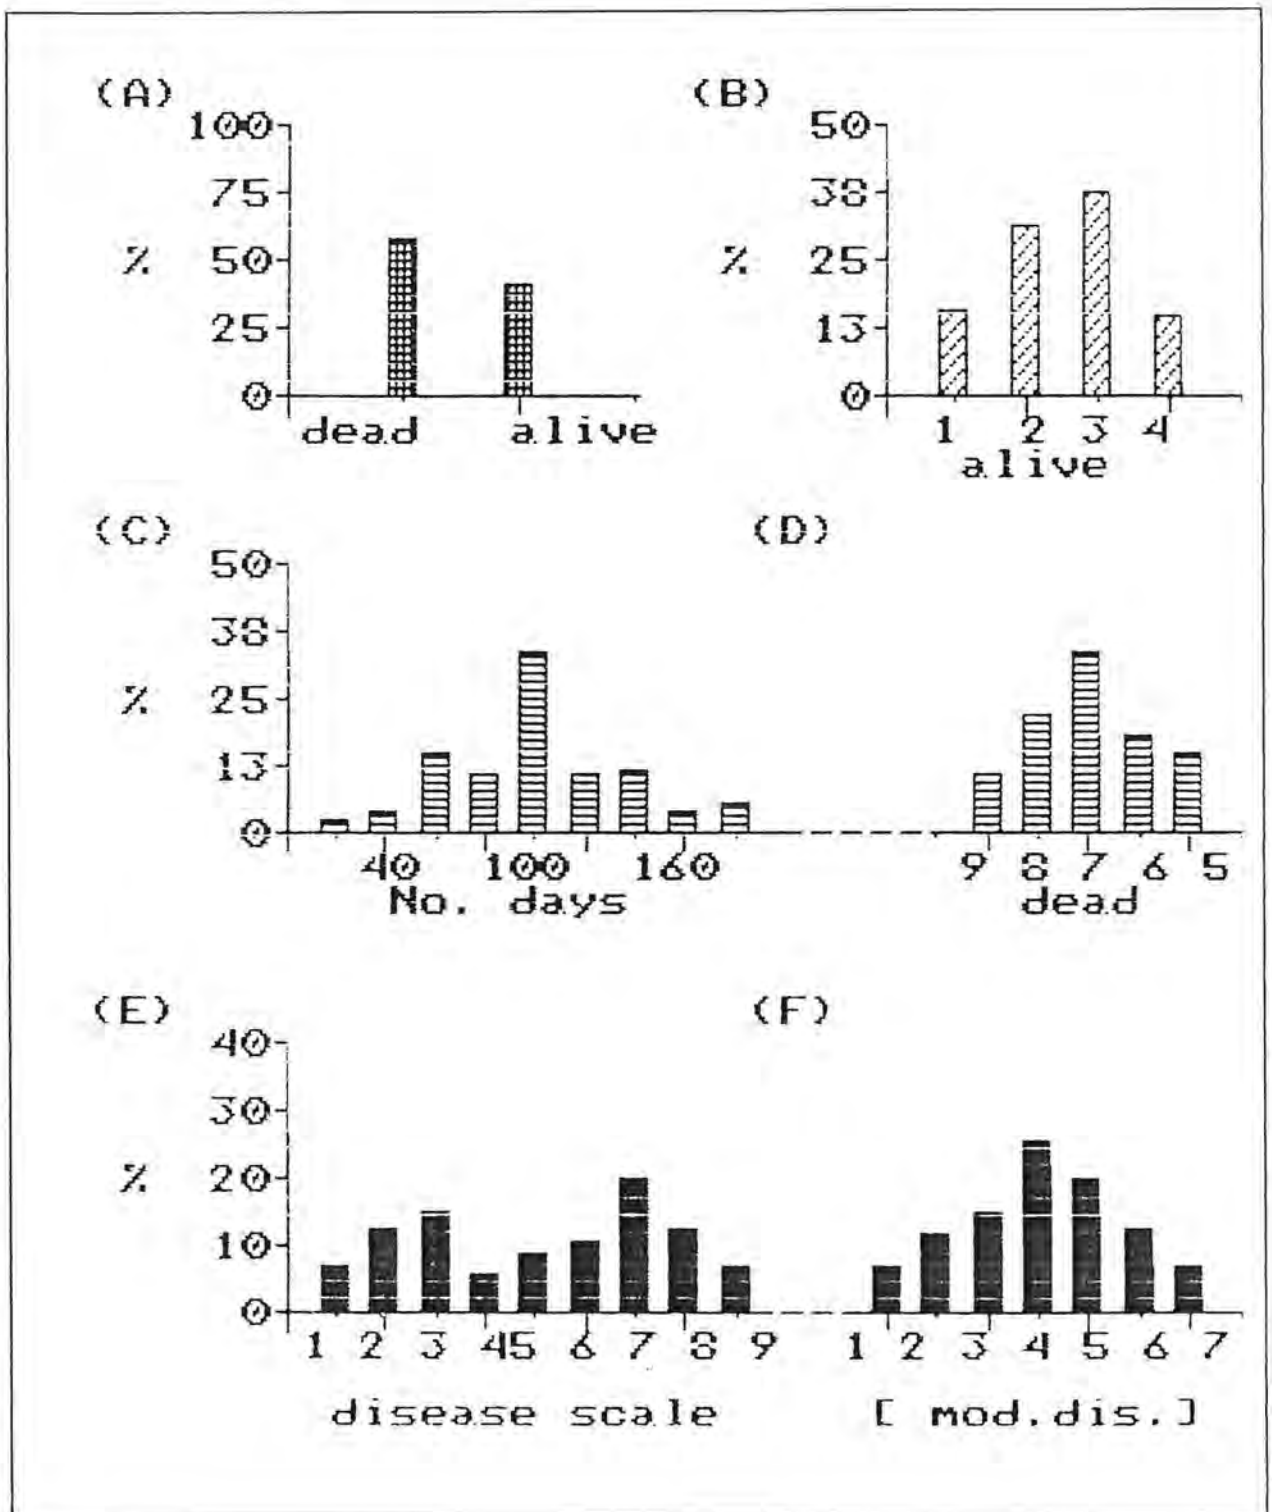 (A) (B)
100 50
75 38
% 50 % 25
25 13
0 0
dead alive 1 2 3 4
alive
(C) (D)
50
38
% 25
13
0
40 100 160 9 8 7 6 5
No. days dead
(E) (F)
40
30
% 20
10
0
1 2 3 4 5 6 7 8 9 1 2 3 4 5 6 7
disease scale [ mod.dis.]